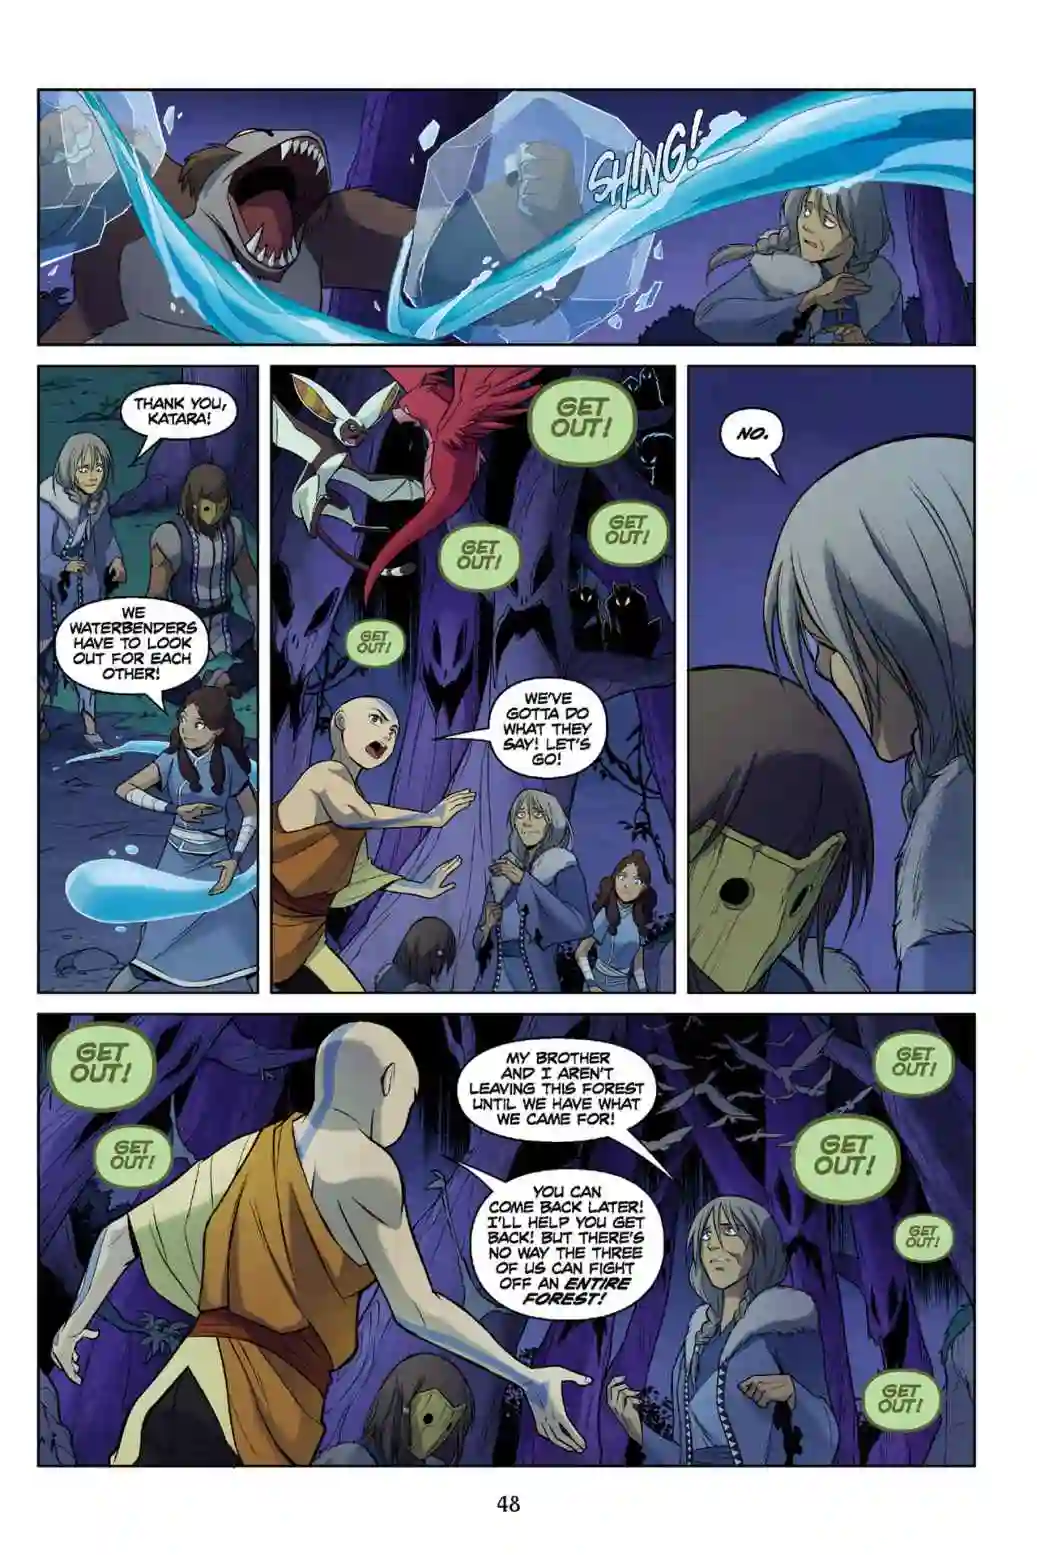 SHING!
THANK YOU,
KATARA!
WE
WATERBENDERS
HAVE TO LOOK
OUT FOR EACH
OTHER!
GET
OUT!
GET
OUT!
GET
OUT!
GET
OUT!
WE'VE
GOTTA DO
WHAT THEY
SAY! LET'S
GO!
NO.
GET
OUT!
GET
OUT!
MY BROTHER
AND I AREN'T
LEAVING THIS FOREST
UNTIL WE HAVE WHAT
WE CAME FOR!
YOU CAN
COME BACK LATER!
I'LL HELP YOU GET
BACK! BUT THERE'S
NO WAY THE THREE
OF US CAN FIGHT
OFF AN ENTIRE
FOREST!
GET
OUT!
GET
OUT!
GET
OUT!
GET
OUT!
48